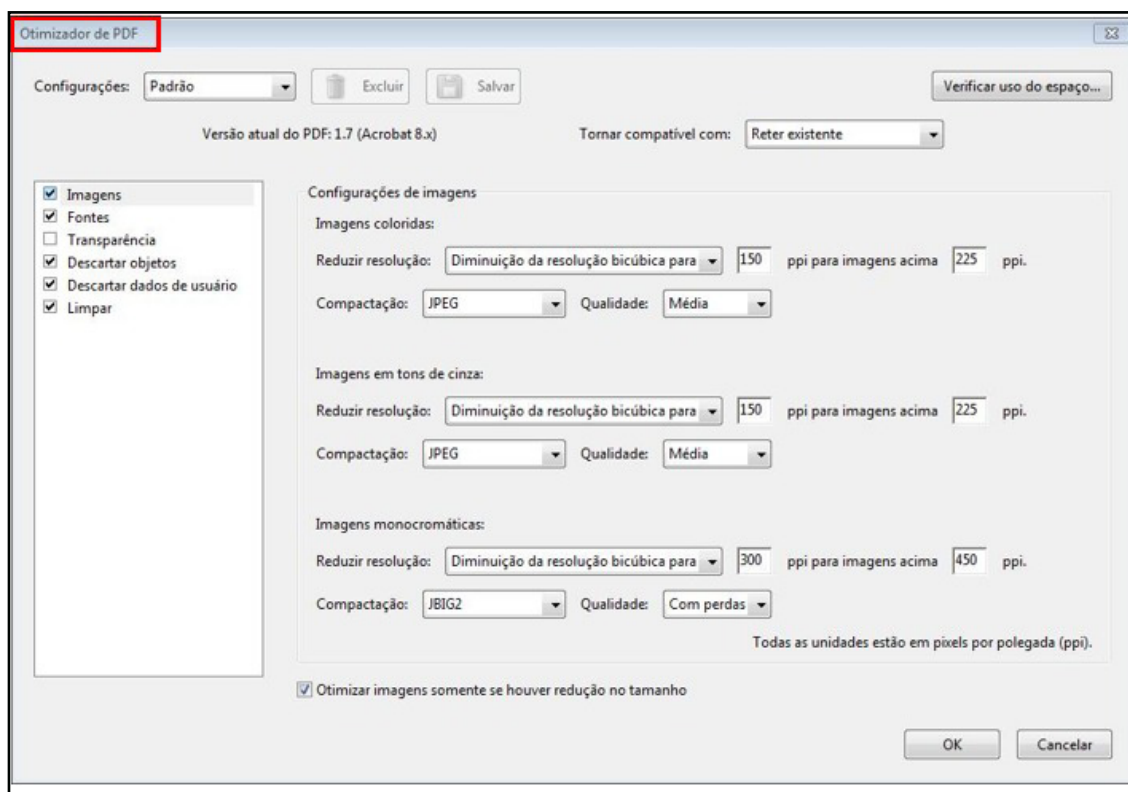 Otimizador de PDF
Configurações: Padrão Excluir Salvar Verificar uso do espaço...
Versão atual do PDF: 1.7 (Acrobat 8.x) Tornar compatível com: Reter existente
Imagens
Fontes
Transparência
Descartar objetos
Descartar dados de usuário
Limpar
Configurações de imagens
Imagens coloridas:
Reduzir resolução: Diminuição da resolução bicúbica para 150 ppi para imagens acima 225 ppi.
Compactação: JPEG Qualidade: Média
Imagens em tons de cinza:
Reduzir resolução: Diminuição da resolução bicúbica para 150 ppi para imagens acima 225 ppi.
Compactação: JPEG Qualidade: Média
Imagens monocromáticas:
Reduzir resolução: Diminuição da resolução bicúbica para 300 ppi para imagens acima 450 ppi.
Compactação: JBIG2 Qualidade: Com perdas
Todas as unidades estão em pixels por polegada (ppi).
Otimizar imagens somente se houver redução no tamanho
OK Cancelar